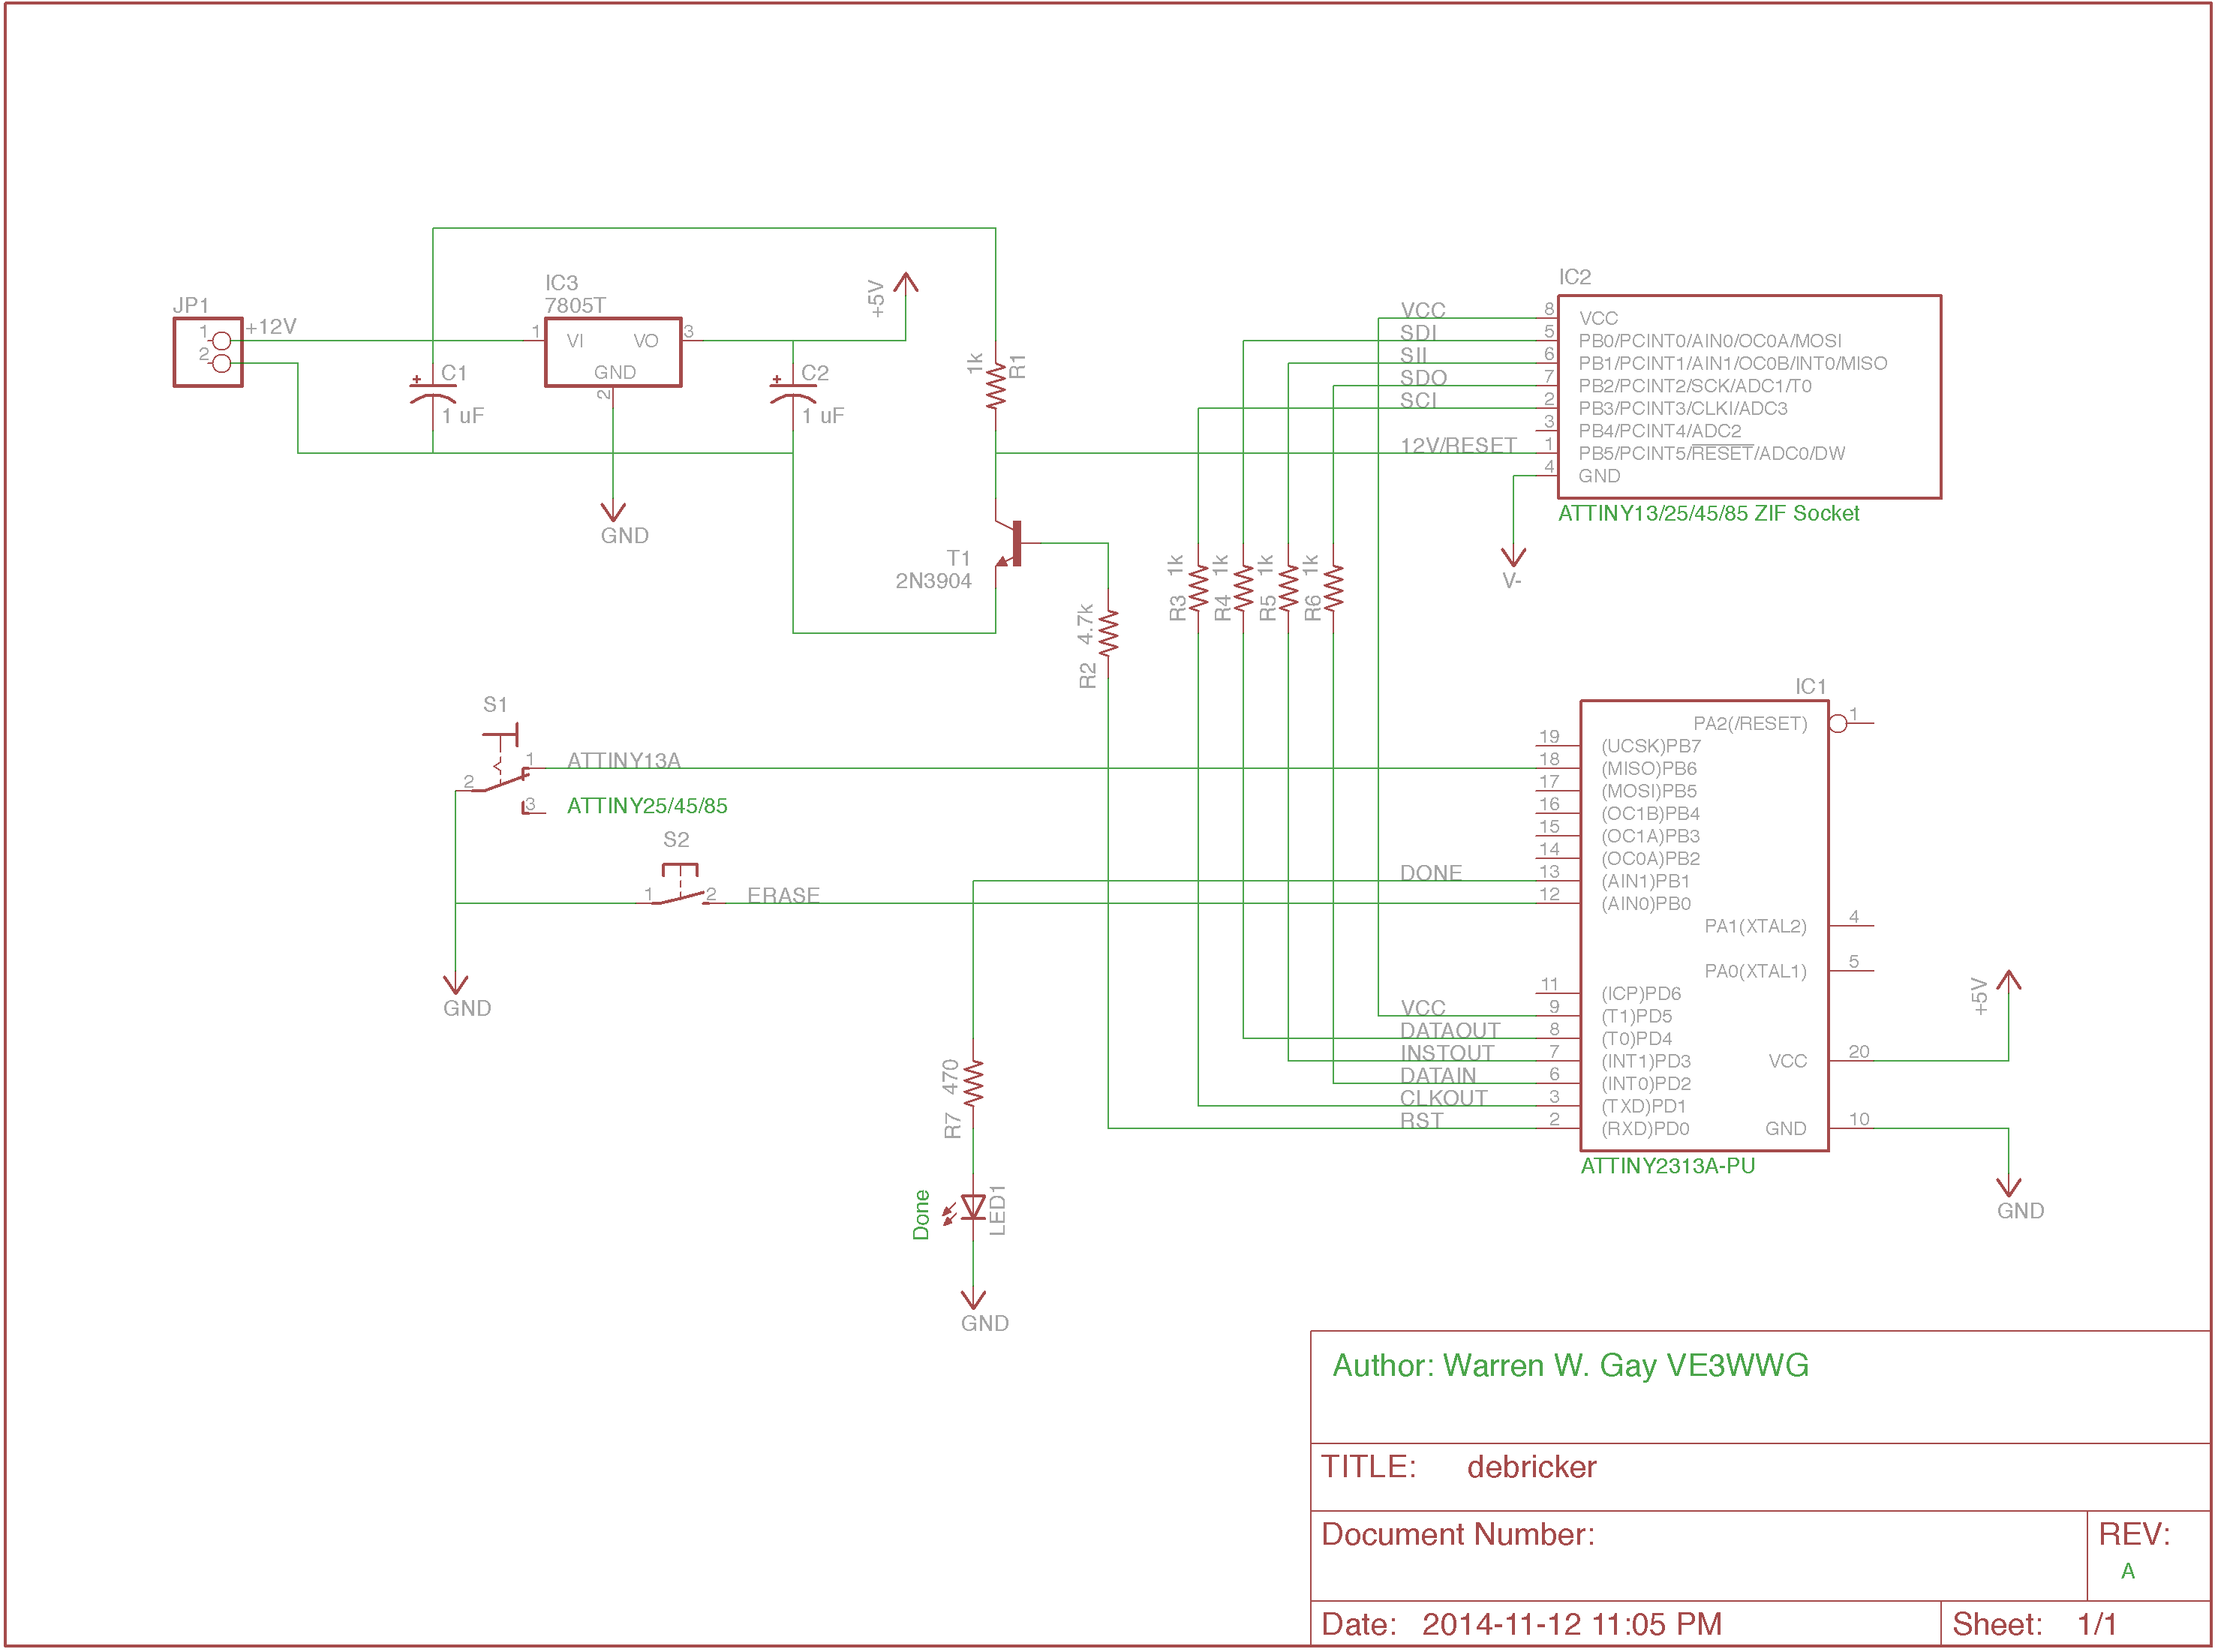 JP1
1
2
+12V
IC3
7805T
1
VI
VO
3
GND
2
GND
C1
1 uF
C2
1 uF
+5V
1k
R1
T1
2N3904
4.7k
R2
R3 1k
R4 1k
R5 1k
R6 1k
IC2
VCC 8 VCC
SDI 5 PB0/PCINT0/AIN0/OC0A/MOSI
SII 6 PB1/PCINT1/AIN1/OC0B/INT0/MISO
SDO 7 PB2/PCINT2/SCK/ADC1/T0
SCI 2 PB3/PCINT3/CLKI/ADC3
3 PB4/PCINT4/ADC2
12V/RESET 1 PB5/PCINT5/RESET/ADC0/DW
4 GND
ATTINY13/25/45/85 ZIF Socket
V-
S1
1 ATTINY13A
2
3 ATTINY25/45/85
S2
1 2 ERASE
GND
IC1
PA2(/RESET) 1
19 (UCSK)PB7
18 (MISO)PB6
17 (MOSI)PB5
16 (OC1B)PB4
15 (OC1A)PB3
14 (OC0A)PB2
DONE 13 (AIN1)PB1
12 (AIN0)PB0
PA1(XTAL2) 4
PA0(XTAL1) 5
11 (ICP)PD6
VCC 9 (T1)PD5
DATAOUT 8 (T0)PD4
INSTOUT 7 (INT1)PD3 VCC 20
DATAIN 6 (INT0)PD2
CLKOUT 3 (TXD)PD1
RST 2 (RXD)PD0 GND 10
ATTINY2313A-PU
+5V
GND
470
R7
Done
LED1
GND
Author: Warren W. Gay VE3WWG
TITLE: debricker
Document Number:
REV:
A
Date: 2014-11-12 11:05 PM
Sheet: 1/1